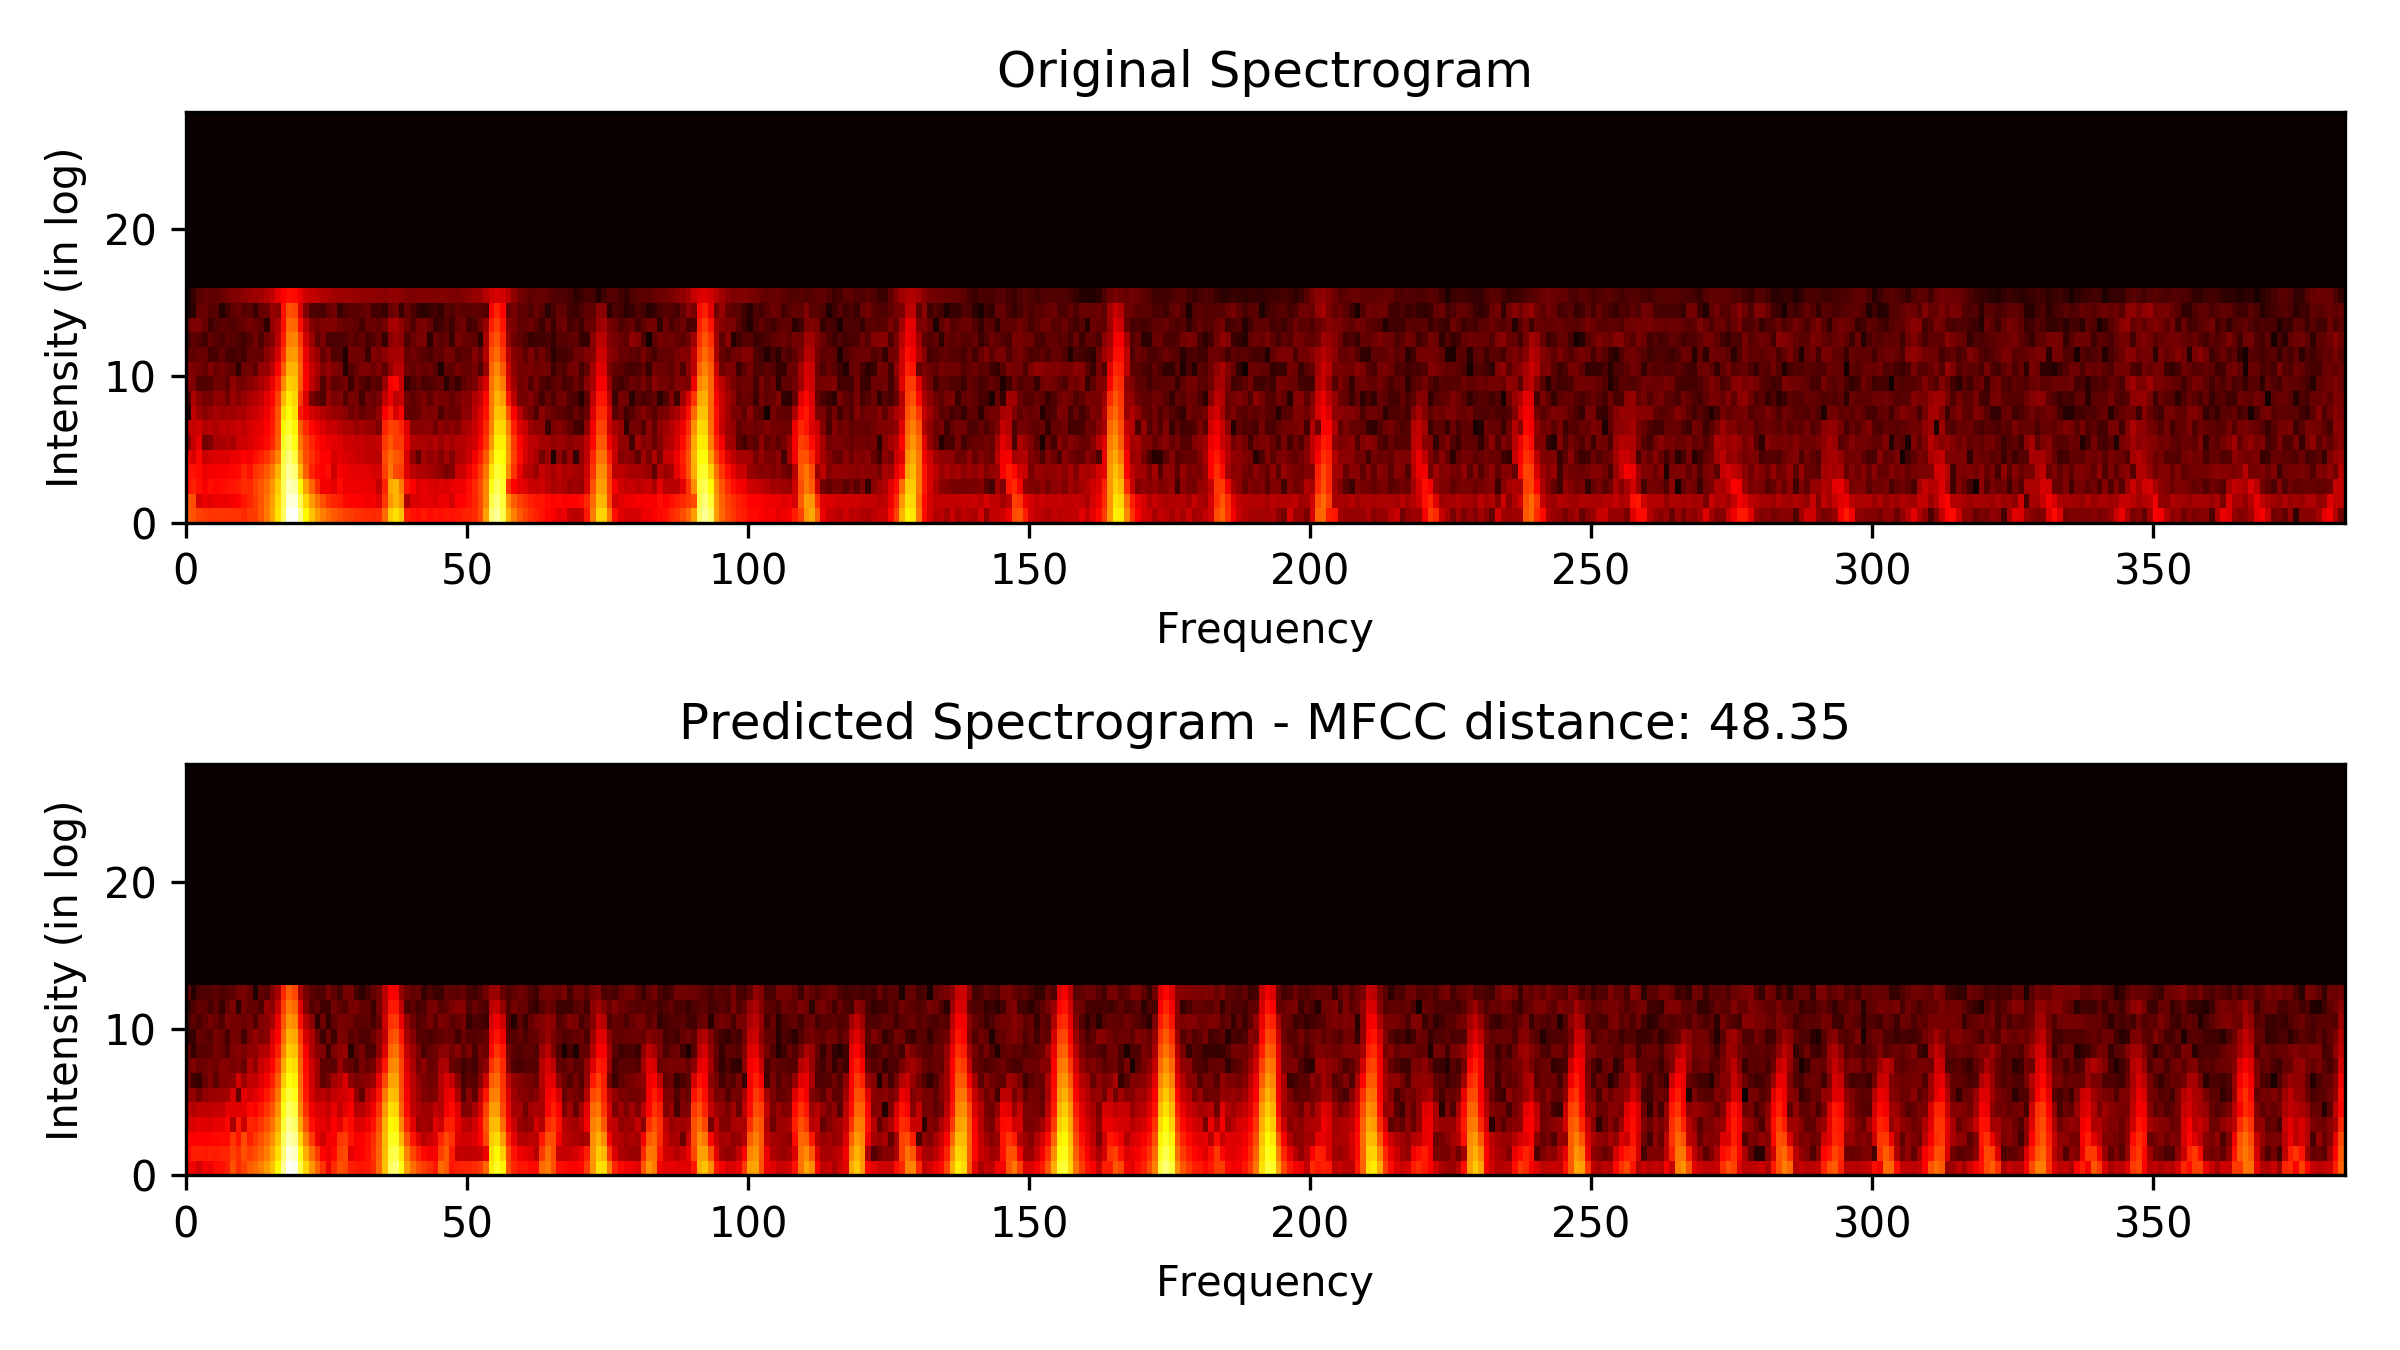 Original Spectrogram
Intensity (in log)
20
10
0
0 50 100 150 200 250 300 350
Frequency
Predicted Spectrogram - MFCC distance: 48.35
Intensity (in log)
20
10
0
0 50 100 150 200 250 300 350
Frequency